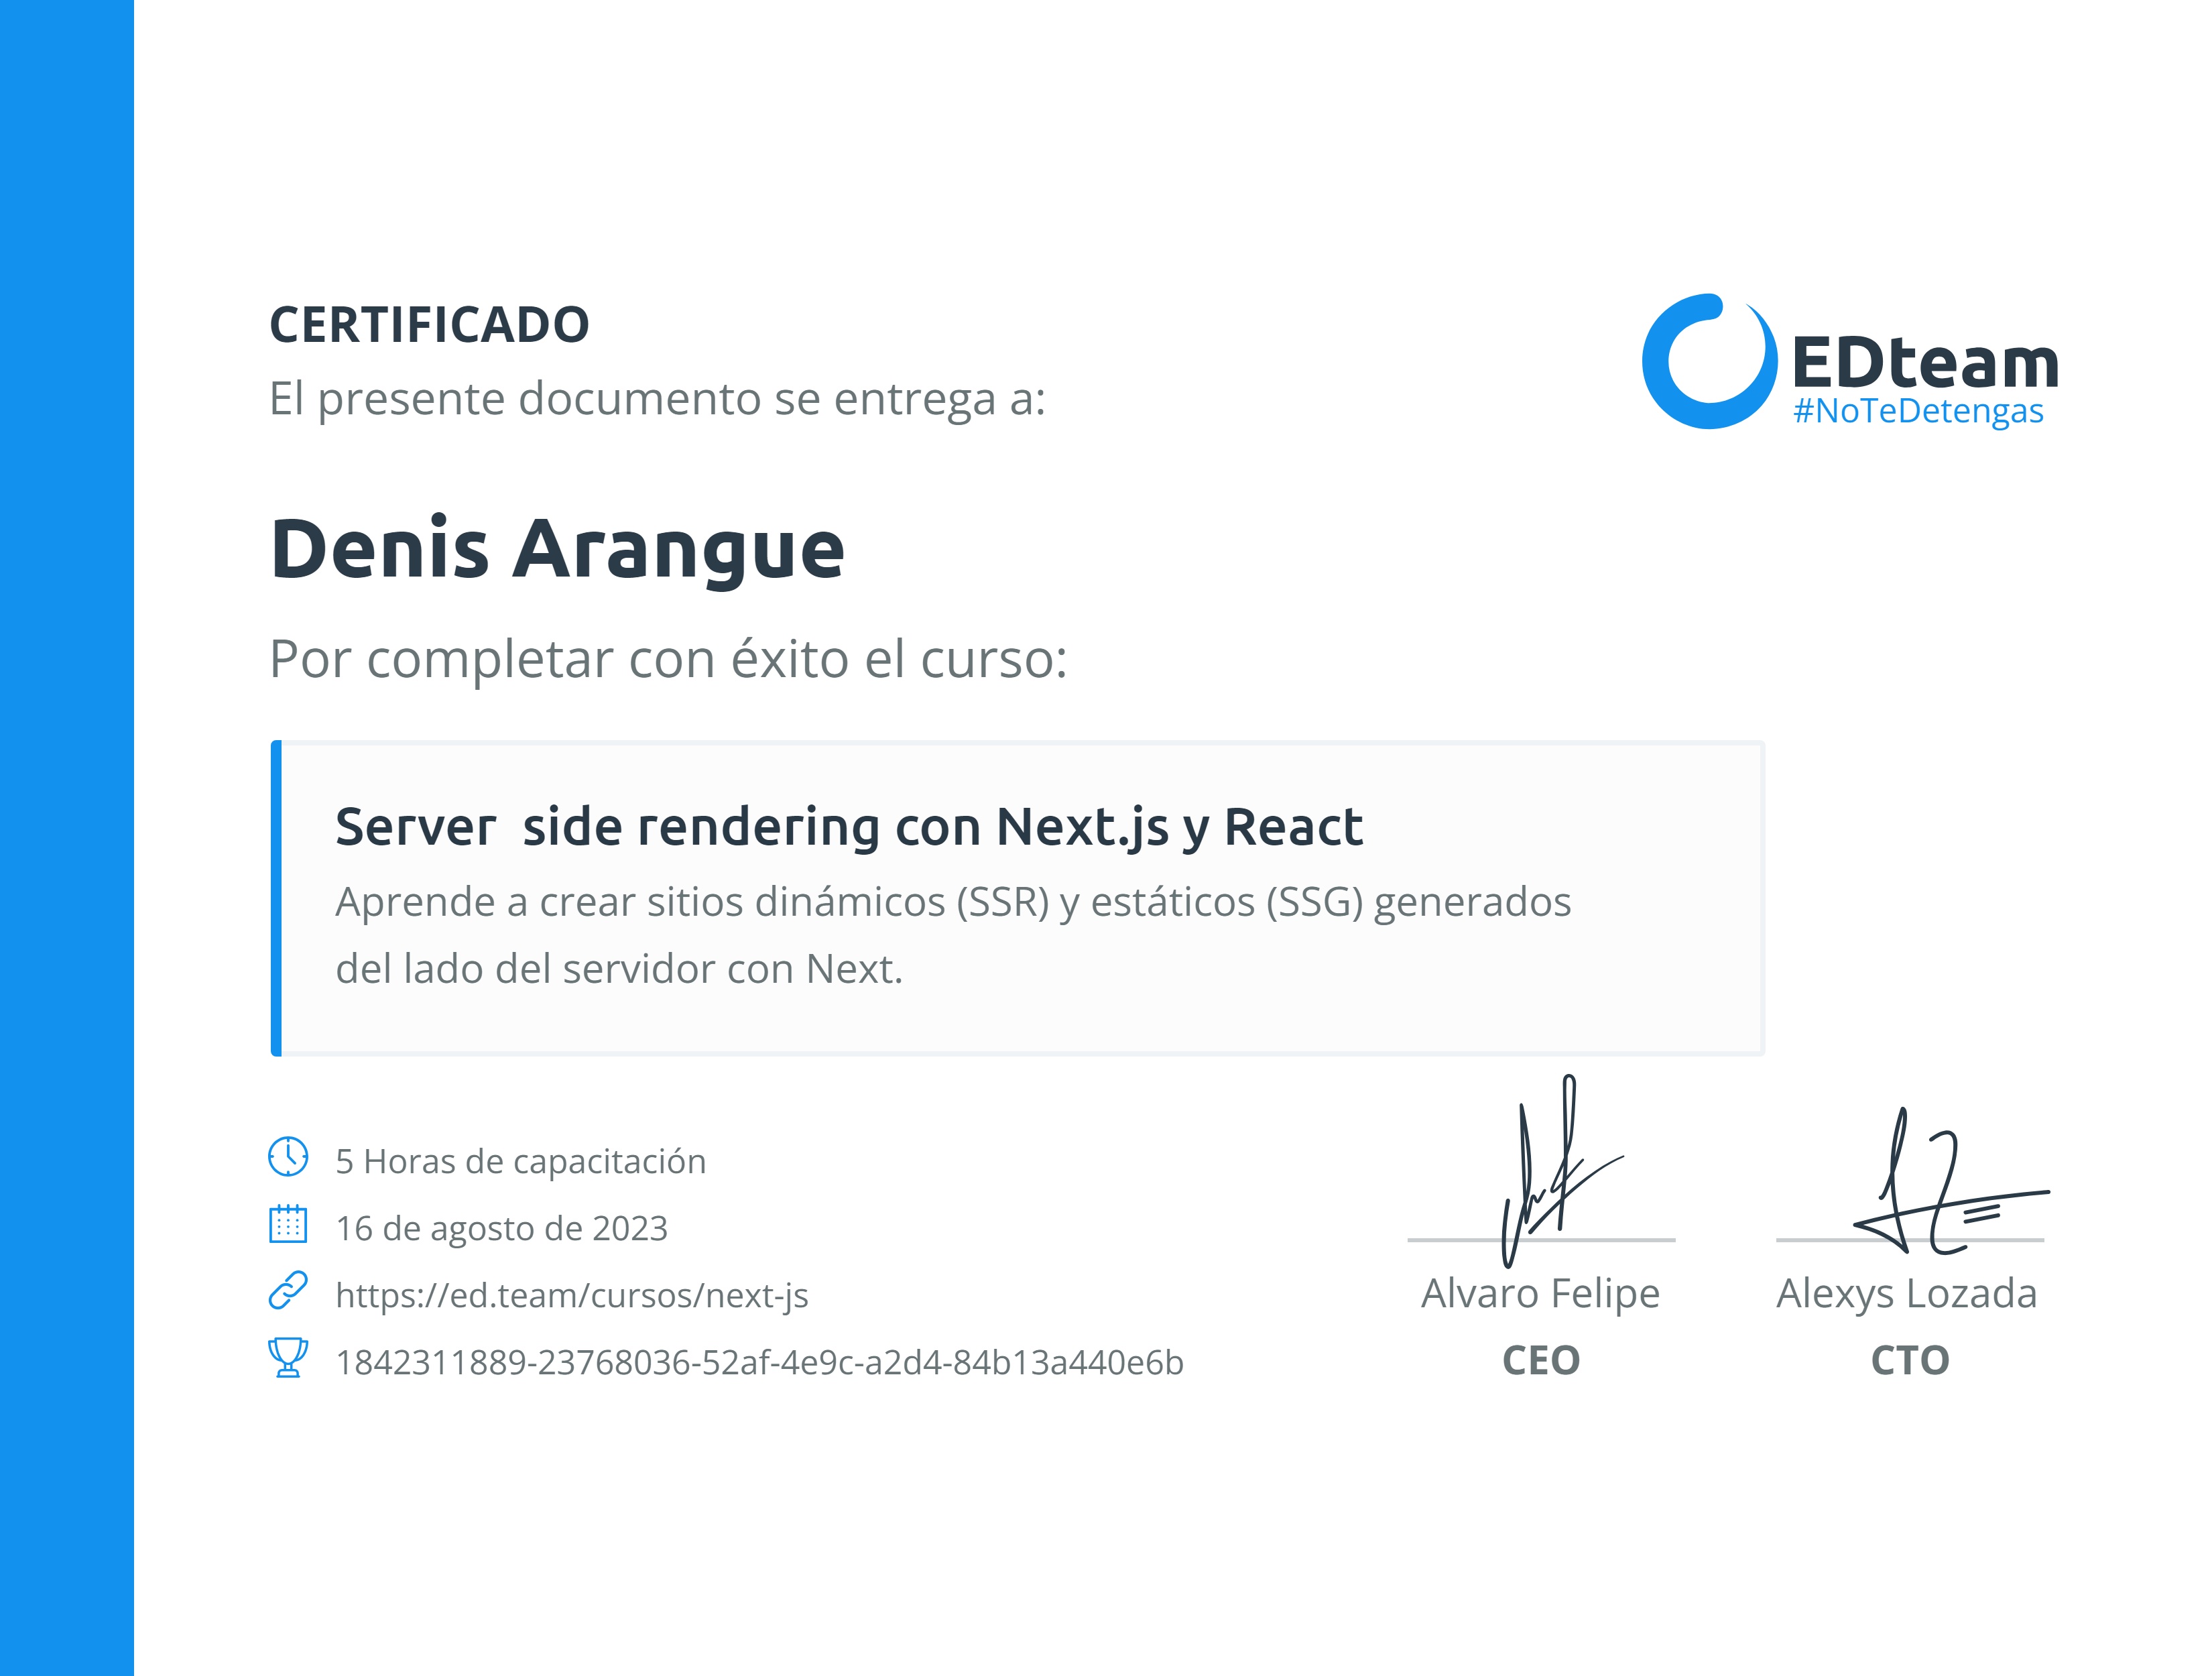 CERTIFICADO
El presente documento se entrega a:
EDteam
#NoTeDetengas
Denis Arangue
Por completar con éxito el curso:
Server  side rendering con Next.js y React
Aprende a crear sitios dinámicos (SSR) y estáticos (SSG) generados
del lado del servidor con Next.
5 Horas de capacitación
16 de agosto de 2023
https://ed.team/cursos/next-js
1842311889-23768036-52af-4e9c-a2d4-84b13a440e6b
Alvaro Felipe
CEO
Alexys Lozada
CTO